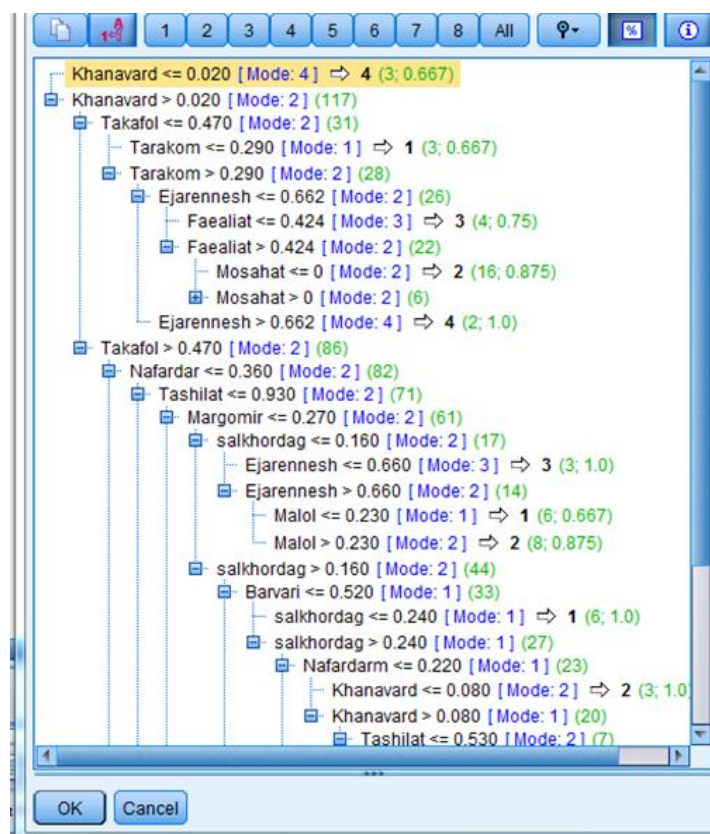 1 2 3 4 5 6 7 8 All %
Khanavard <= 0.020 [Mode: 4] ⇨ 4 (3; 0.667)
Khanavard > 0.020 [Mode: 2] (117)
Takafol <= 0.470 [Mode: 2] (31)
Tarakom <= 0.290 [Mode: 1] ⇨ 1 (3; 0.667)
Tarakom > 0.290 [Mode: 2] (28)
Ejarennesh <= 0.662 [Mode: 2] (26)
Faealiat <= 0.424 [Mode: 3] ⇨ 3 (4; 0.75)
Faealiat > 0.424 [Mode: 2] (22)
Mosahat <= 0 [Mode: 2] ⇨ 2 (16; 0.875)
Mosahat > 0 [Mode: 2] (6)
Ejarennesh > 0.662 [Mode: 4] ⇨ 4 (2; 1.0)
Takafol > 0.470 [Mode: 2] (86)
Nafardar <= 0.360 [Mode: 2] (82)
Tashilat <= 0.930 [Mode: 2] (71)
Margomir <= 0.270 [Mode: 2] (61)
salkhordag <= 0.160 [Mode: 2] (17)
Ejarennesh <= 0.660 [Mode: 3] ⇨ 3 (3; 1.0)
Ejarennesh > 0.660 [Mode: 2] (14)
Malol <= 0.230 [Mode: 1] ⇨ 1 (6; 0.667)
Malol > 0.230 [Mode: 2] ⇨ 2 (8; 0.875)
salkhordag > 0.160 [Mode: 2] (44)
Barvari <= 0.520 [Mode: 1] (33)
salkhordag <= 0.240 [Mode: 1] ⇨ 1 (6; 1.0)
salkhordag > 0.240 [Mode: 1] (27)
Nafardarm <= 0.220 [Mode: 1] (23)
Khanavard <= 0.080 [Mode: 2] ⇨ 2 (3; 1.0
Khanavard > 0.080 [Mode: 1] (20)
Tashilat <= 0.530 [Mode: 2] (7)
OK Cancel